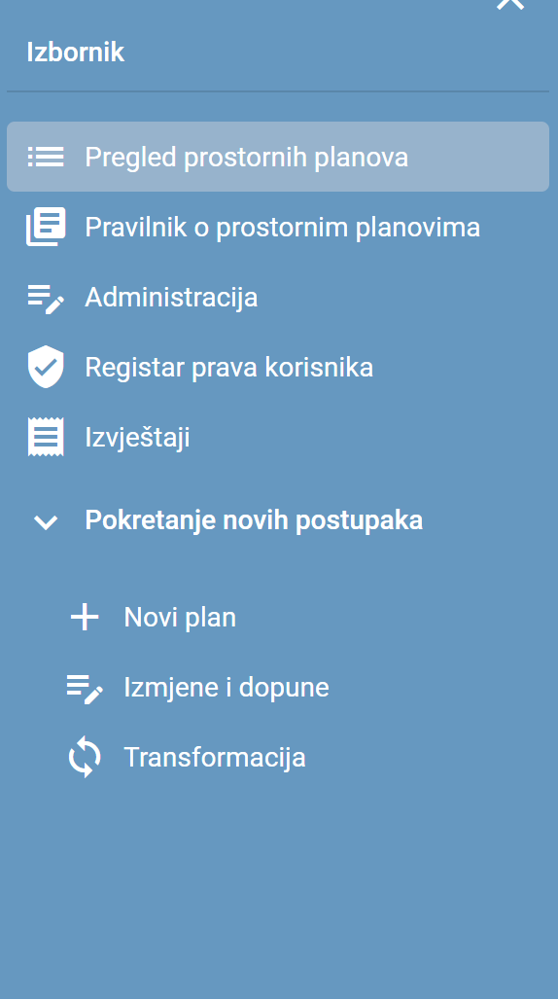 Izbornik
Pregled prostornih planova
Pravilnik o prostornim planovima
Administracija
Registar prava korisnika
Izvještaji
Pokretanje novih postupaka
Novi plan
Izmjene i dopune
Transformacija